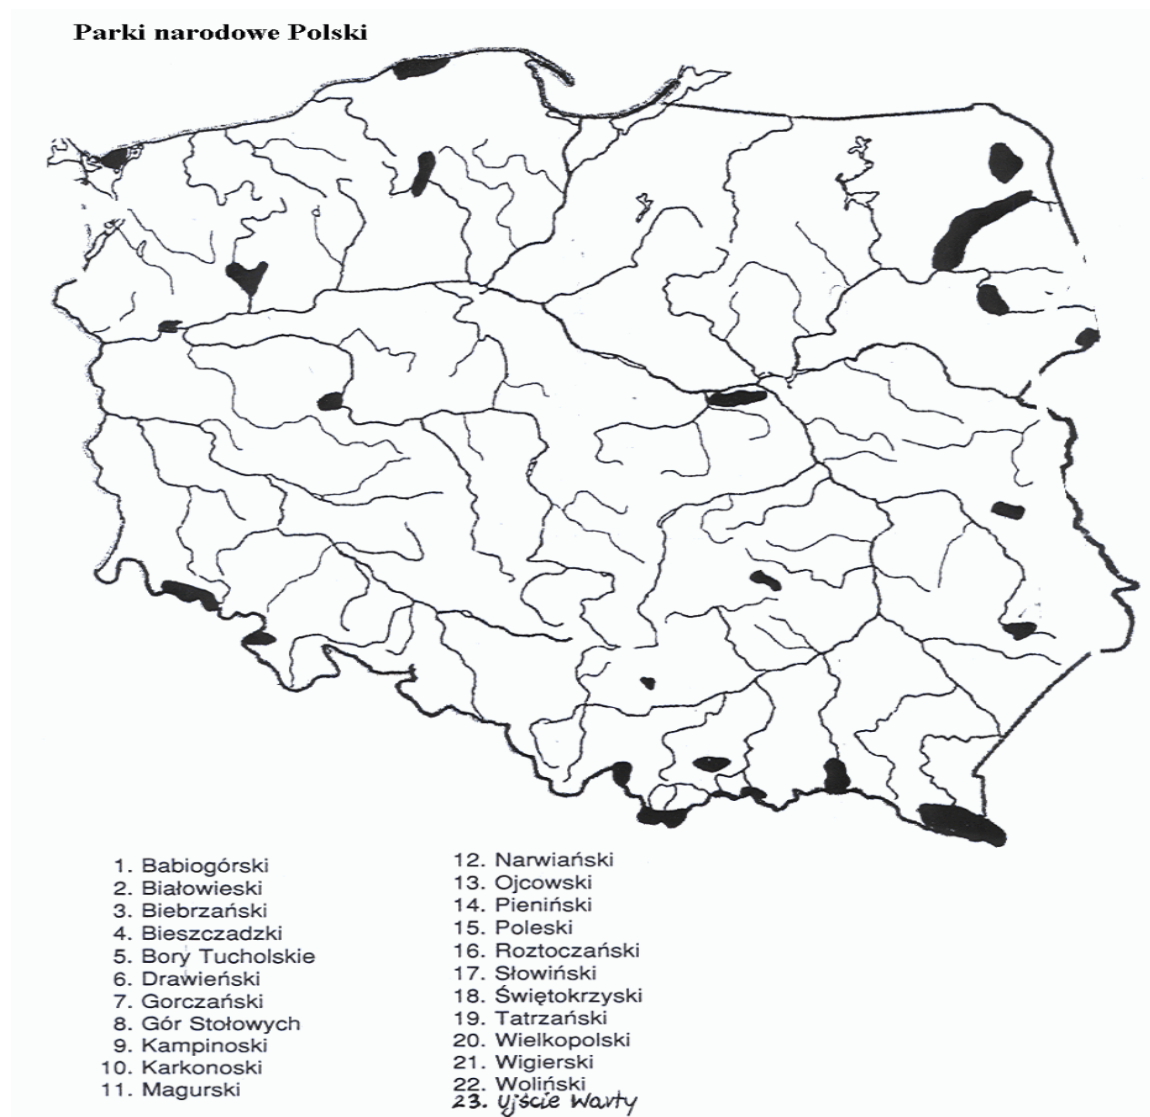 Parki narodowe Polski
1. Babiogórski
2. Białowieski
3. Biebrzański
4. Bieszczadzki
5. Bory Tucholskie
6. Drawieński
7. Gorczański
8. Gór Stołowych
9. Kampinoski
10. Karkonoski
11. Magurski
12. Narwiański
13. Ojcowski
14. Pieniński
15. Poleski
16. Roztoczański
17. Słowiński
18. Świętokrzyski
19. Tatrzański
20. Wielkopolski
21. Wigierski
22. Woliński
23. Ujście Warty